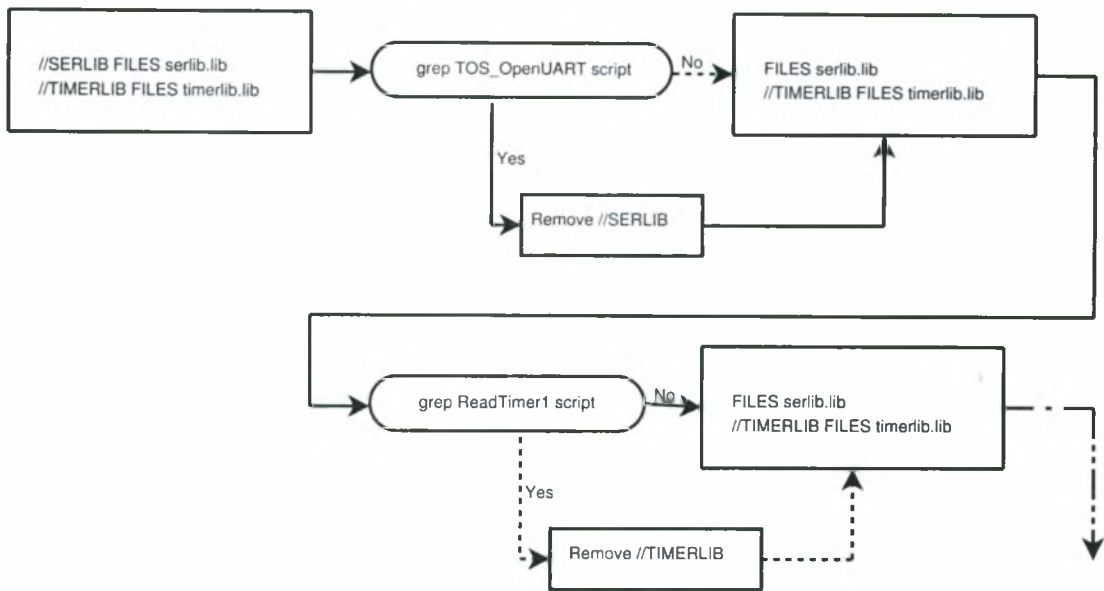 //SERLIB FILES serlib.lib
//TIMERLIB FILES timerlib.lib
grep TOS_OpenUART script
No
FILES serlib.lib
//TIMERLIB FILES timerlib.lib
Yes
Remove //SERLIB
grep ReadTimer1 script
No
FILES serlib.lib
//TIMERLIB FILES timerlib.lib
Yes
Remove //TIMERLIB